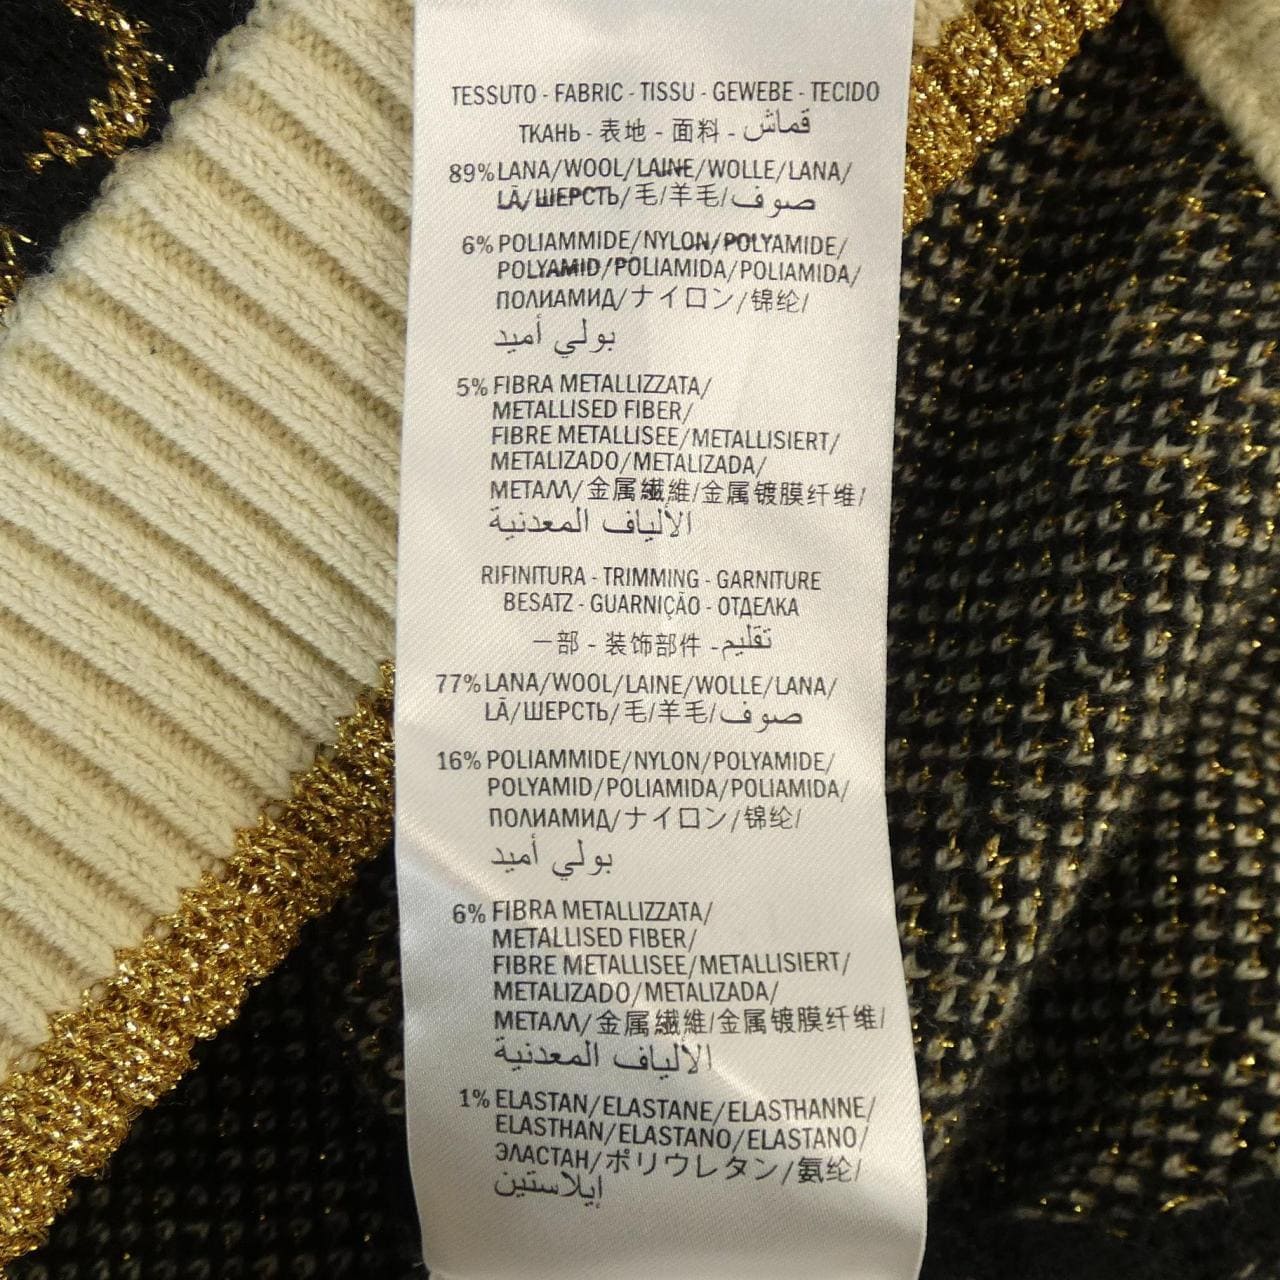 TESSUTO - FABRIC - TISSU - GEWEBE - TECIDO
ТКАНЬ - 表地 - 面料 - قماش
89% LANA/WOOL/LAINE/WOLLE/LANA/
LÃ/ШЕРСТЬ/毛/羊毛/صوف
6% POLIAMMIDE/NYLON/POLYAMIDE/
POLYAMID/POLIAMIDA/POLIAMIDA/
ПОЛИАМИД/ナイロン/锦纶/
بولي أميد
5% FIBRA METALLIZZATA/
METALLISED FIBER/
FIBRE METALLISEE/METALLISIERT/
METALIZADO/METALIZADA/
МЕТАЛЛ/金属繊維/金属镀膜纤维/
الألياف المعدنية
RIFINITURA - TRIMMING - GARNITURE
BESATZ - GUARNIÇÃO - ОТДЕЛКА
一部 - 装饰部件 - تقليم
77% LANA/WOOL/LAINE/WOLLE/LANA/
LÃ/ШЕРСТЬ/毛/羊毛/صوف
16% POLIAMMIDE/NYLON/POLYAMIDE/
POLYAMID/POLIAMIDA/POLIAMIDA/
ПОЛИАМИД/ナイロン/锦纶/
بولي أميد
6% FIBRA METALLIZZATA/
METALLISED FIBER/
FIBRE METALLISEE/METALLISIERT/
METALIZADO/METALIZADA/
МЕТАЛЛ/金属繊維/金属镀膜纤维/
الألياف المعدنية
1% ELASTAN/ELASTANE/ELASTHANNE/
ELASTHAN/ELASTANO/ELASTANO/
ЭЛАСТАН/ポリウレタン/氨纶/
إيلاستين